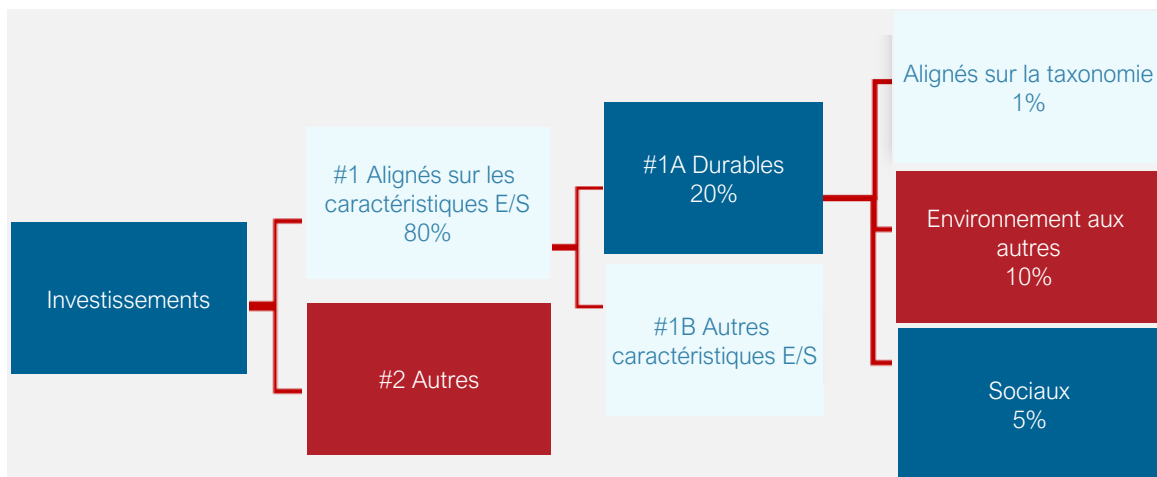 Investissements
#1 Alignés sur les
caractéristiques E/S
80%
#2 Autres
#1A Durables
20%
#1B Autres
caractéristiques E/S
Alignés sur la taxonomie
1%
Environnement aux
autres
10%
Sociaux
5%